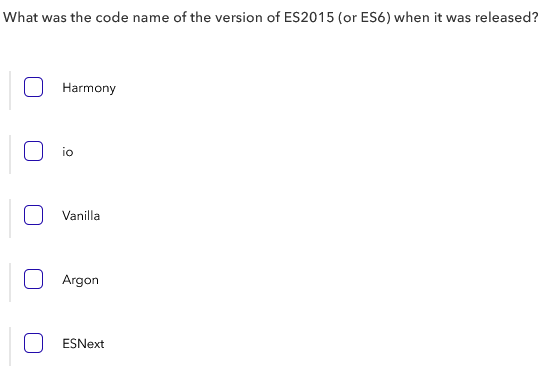 What was the code name of the version of ES2015 (or ES6) when it was released?
Harmony
io
Vanilla
Argon
ESNext